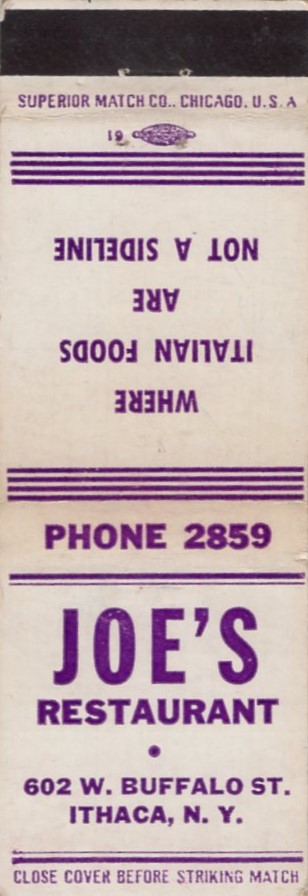 SUPERIOR MATCH CO., CHICAGO, U.S.A
61
WHERE
ITALIAN FOODS
ARE
NOT A SIDELINE
PHONE 2859
JOE'S
RESTAURANT
•
602 W. BUFFALO ST.
ITHACA, N. Y.
CLOSE COVER BEFORE STRIKING MATCH